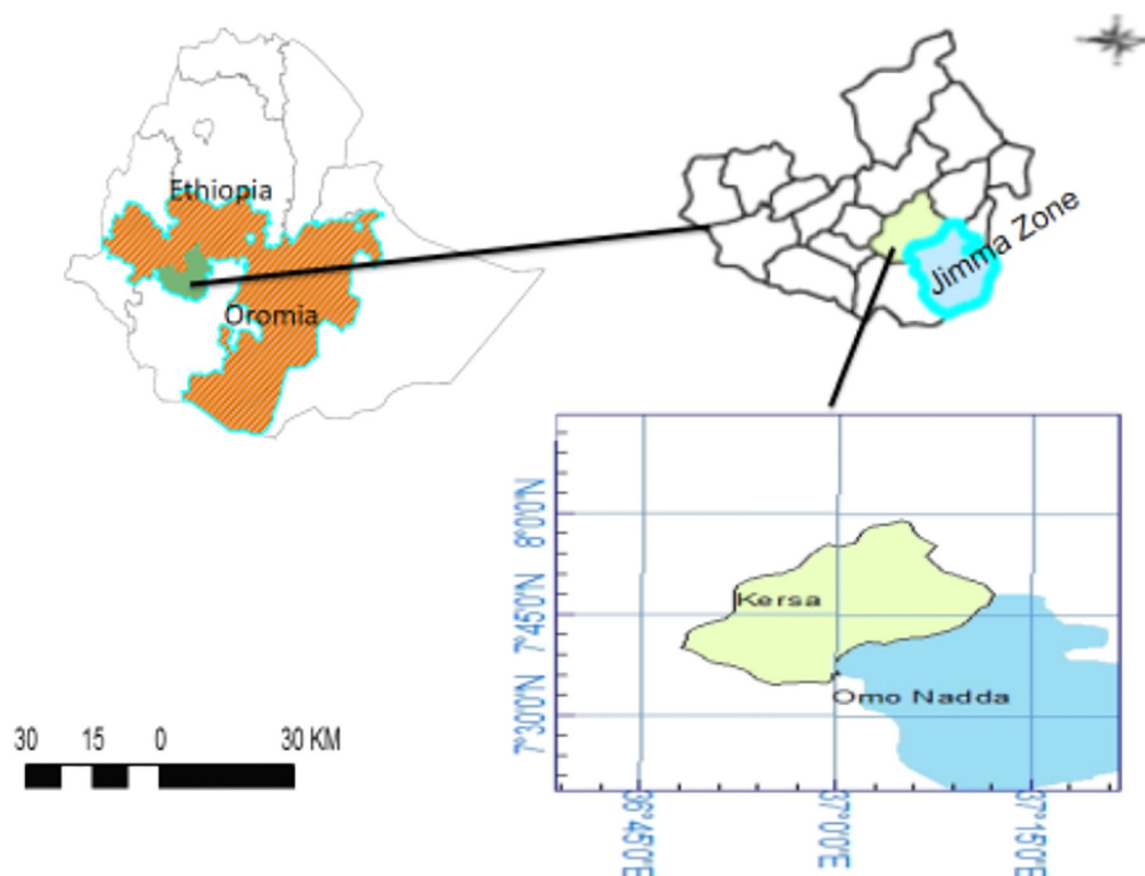 Ethiopia
Oromia
Jimma Zone
8°0'0"N
7°45'0"N
7°30'0"N
Kersa
Omo Nadda
36°45'0"E
37°0'0"E
37°15'0"E
30 15 0 30 KM